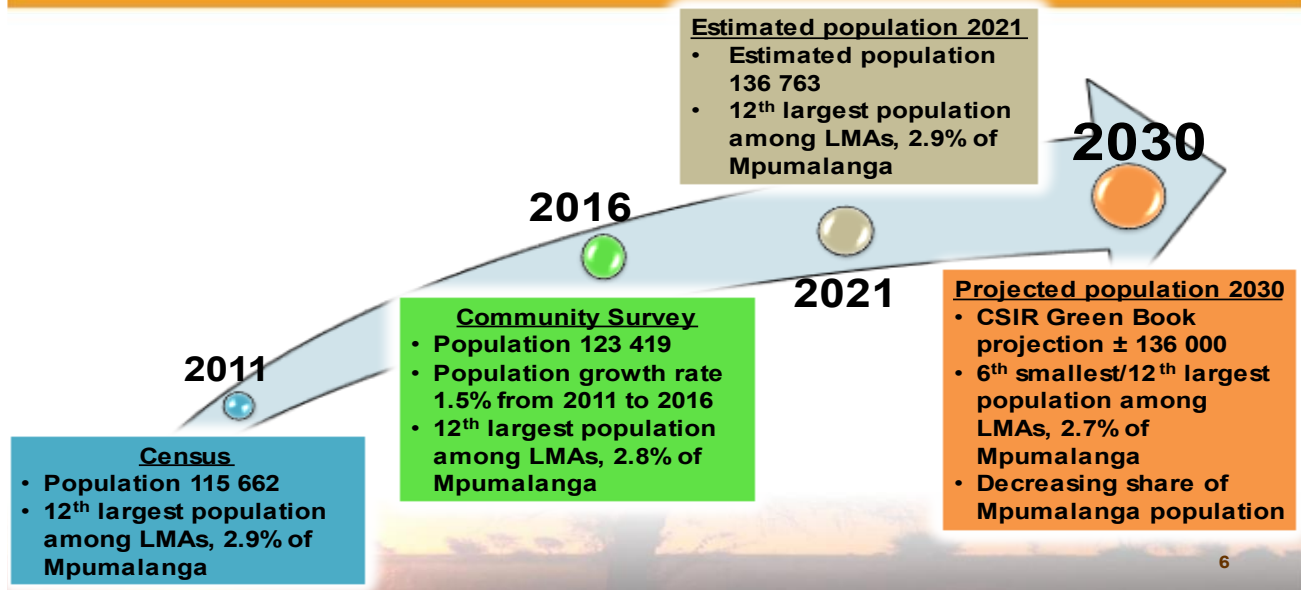 2011
Census
• Population 115 662
• 12th largest population
among LMAs, 2.9% of
Mpumalanga
2016
Community Survey
• Population 123 419
• Population growth rate
1.5% from 2011 to 2016
• 12th largest population
among LMAs, 2.8% of
Mpumalanga
Estimated population 2021
• Estimated population
136 763
• 12th largest population
among LMAs, 2.9% of
Mpumalanga
2021
2030
Projected population 2030
• CSIR Green Book
projection ± 136 000
• 6th smallest/12th largest
population among
LMAs, 2.7% of
Mpumalanga
• Decreasing share of
Mpumalanga population
6